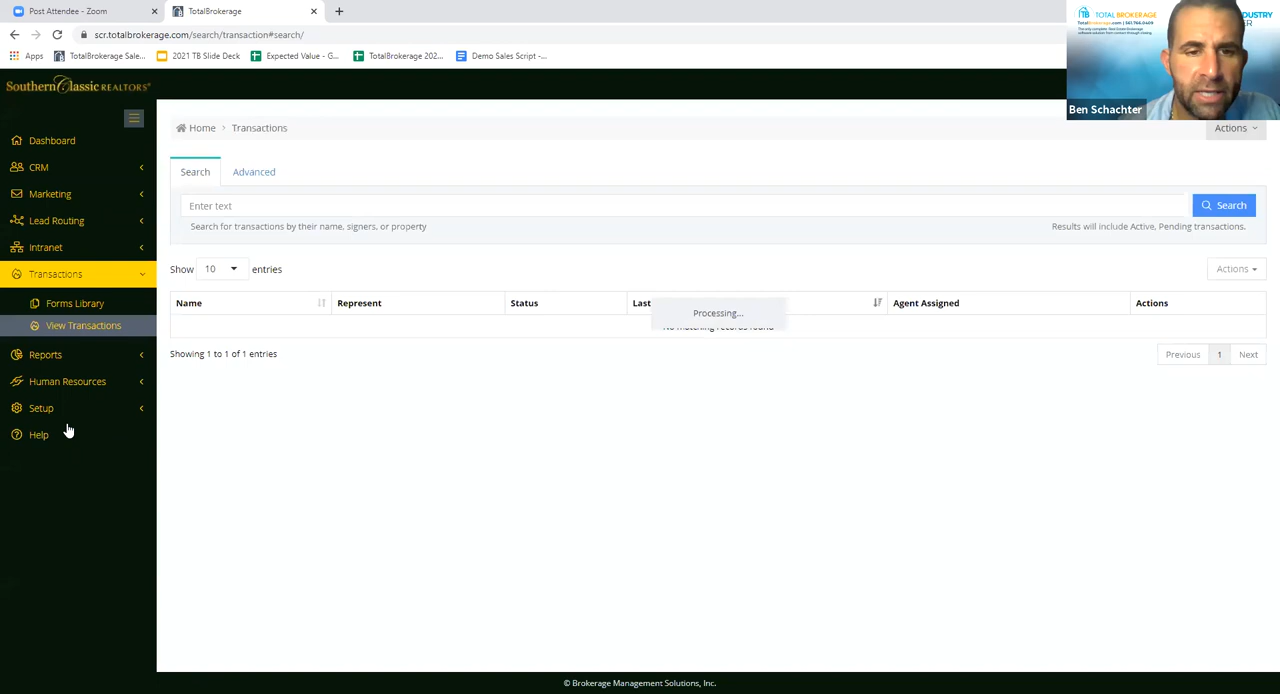 Post Attendee - Zoom
TotalBrokerage
scr.totalbrokerage.com/search/transaction#search/
Apps
TotalBrokerage Sale...
2021 TB Slide Deck
Expected Value - G...
TotalBrokerage 202...
Demo Sales Script -...
TOTAL BROKERAGE
Ben Schachter
Southern Classic REALTORS®
Dashboard
CRM
Marketing
Lead Routing
Intranet
Transactions
Forms Library
View Transactions
Reports
Human Resources
Setup
Help
Home > Transactions
Actions
Search
Advanced
Enter text
Search
Search for transactions by their name, signers, or property
Results will include Active, Pending transactions.
Show 10 entries
Actions
Name
Represent
Status
Last
Agent Assigned
Actions
Processing...
Showing 1 to 1 of 1 entries
Previous 1 Next
© Brokerage Management Solutions, Inc.